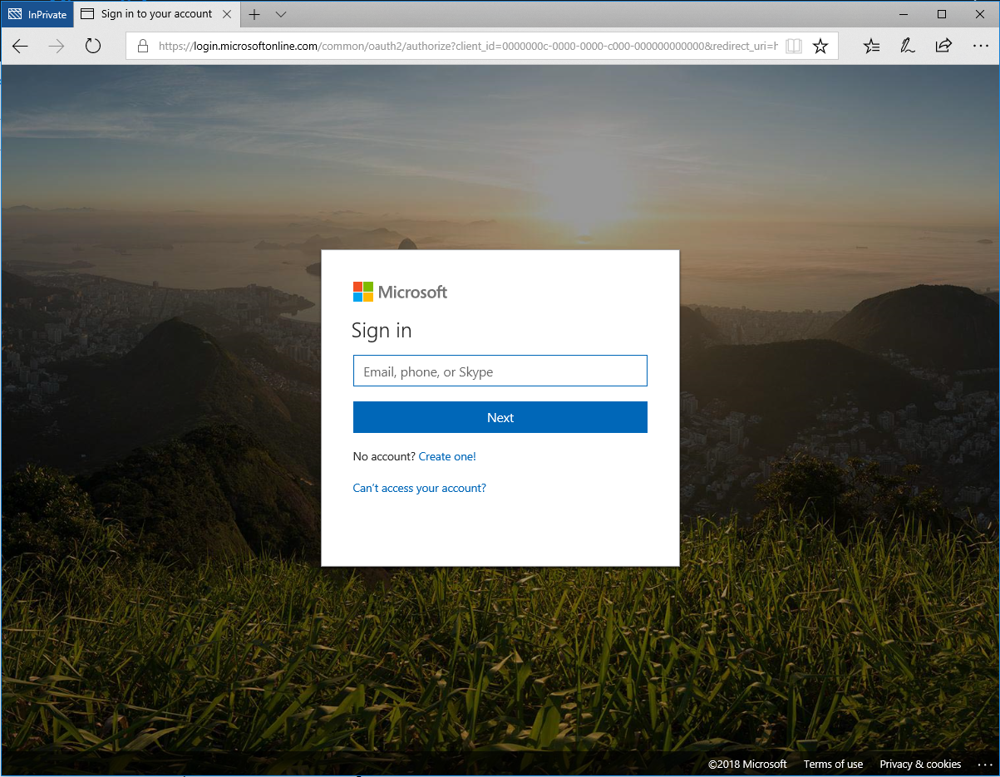 InPrivate
Sign in to your account
https://login.microsoftonline.com/common/oauth2/authorize?client_id=0000000c-0000-0000-c000-000000000000&redirect_uri=h
Microsoft
Sign in
Email, phone, or Skype
Next
No account? Create one!
Can't access your account?
©2018 Microsoft Terms of use Privacy & cookies